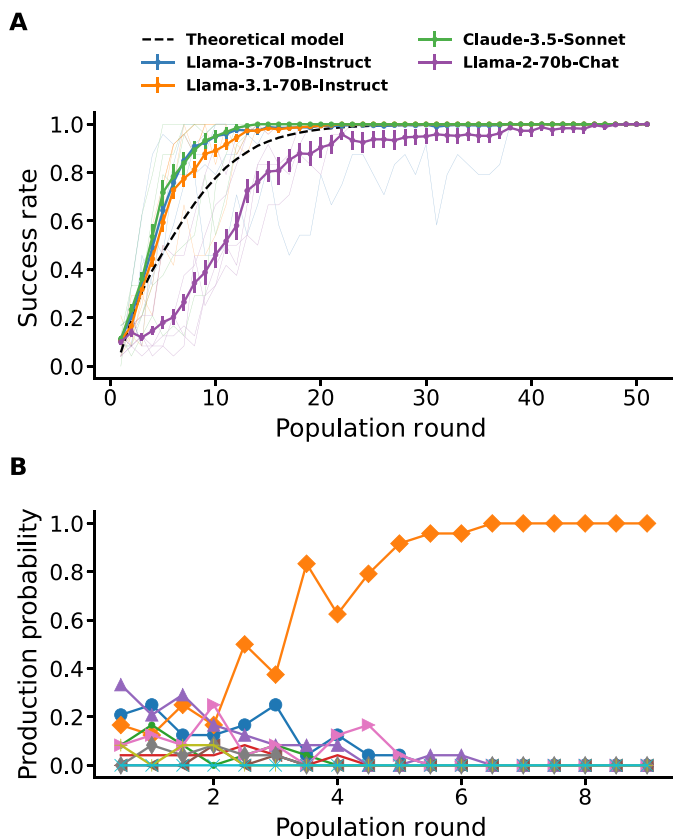 A
Theoretical model
Llama-3-70B-Instruct
Llama-3.1-70B-Instruct
Claude-3.5-Sonnet
Llama-2-70b-Chat
1.0
0.8
0.6
0.4
0.2
0.0
Success rate
0 10 20 30 40 50
Population round
B
1.0
0.8
0.6
0.4
0.2
0.0
Production probability
2 4 6 8
Population round